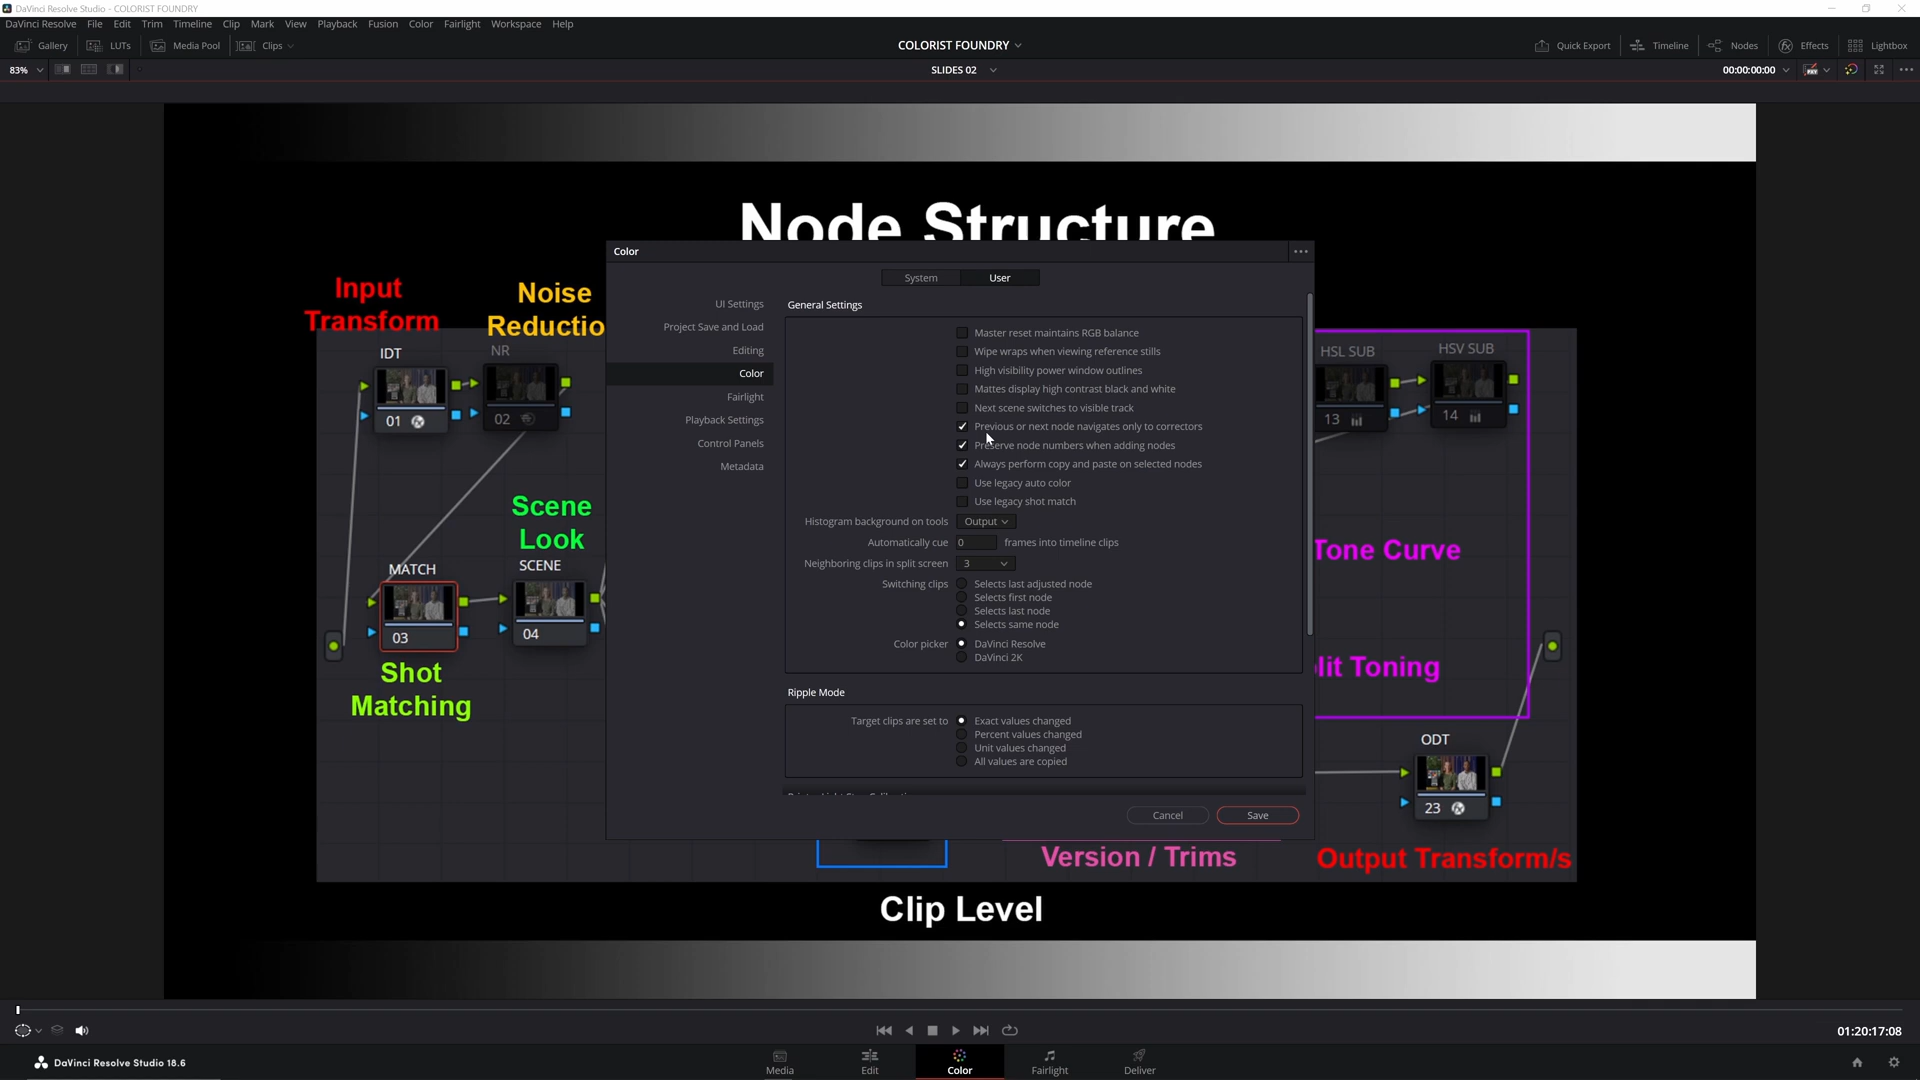 DaVinci Resolve Studio - COLORIST FOUNDRY
DaVinci Resolve File Edit Trim Timeline Clip Mark View Playback Fusion Color Fairlight Workspace Help
Gallery LUTs Media Pool Clips COLORIST FOUNDRY Quick Export Timeline Nodes Effects Lightbox
83% SLIDES 02 00:00:00:00
Node Structure
Input
Transform
Noise
Reductio
IDT
01
NR
02
Scene
Look
MATCH
03
SCENE
04
Shot
Matching
Color
System User
UI Settings
Project Save and Load
Editing
Color
Fairlight
Playback Settings
Control Panels
Metadata
General Settings
Master reset maintains RGB balance
Wipe wraps when viewing reference stills
High visibility power window outlines
Mattes display high contrast black and white
Next scene switches to visible track
Previous or next node navigates only to correctors
Preserve node numbers when adding nodes
Always perform copy and paste on selected nodes
Use legacy auto color
Use legacy shot match
Histogram background on tools Output
Automatically cue 0 frames into timeline clips
Neighboring clips in split screen 3
Switching clips Selects last adjusted node
Selects first node
Selects last node
Selects same node
Color picker DaVinci Resolve
DaVinci 2K
Ripple Mode
Target clips are set to Exact values changed
Percent values changed
Unit values changed
All values are copied
Cancel Save
HSL SUB
13
HSV SUB
14
Tone Curve
lit Toning
ODT
23
Version / Trims
Output Transform/s
Clip Level
01:20:17:08
DaVinci Resolve Studio 18.6
Media Edit Color Fairlight Deliver